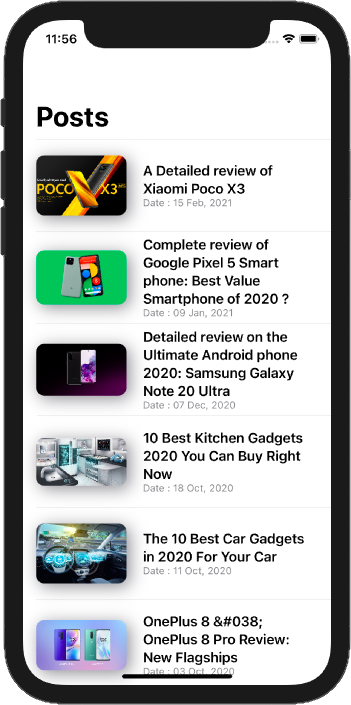 11:56
Posts
POCO X3
A Detailed review of
Xiaomi Poco X3
Date : 15 Feb, 2021
Complete review of
Google Pixel 5 Smart
phone: Best Value
Smartphone of 2020 ?
Date : 09 Jan, 2021
Detailed review on the
Ultimate Android phone
2020: Samsung Galaxy
Note 20 Ultra
Date : 07 Dec, 2020
10 Best Kitchen Gadgets
2020 You Can Buy Right
Now
Date : 18 Oct, 2020
The 10 Best Car Gadgets
in 2020 For Your Car
Date : 11 Oct, 2020
OnePlus 8 &#038;
OnePlus 8 Pro Review:
New Flagships
Date : 03 Oct, 2020